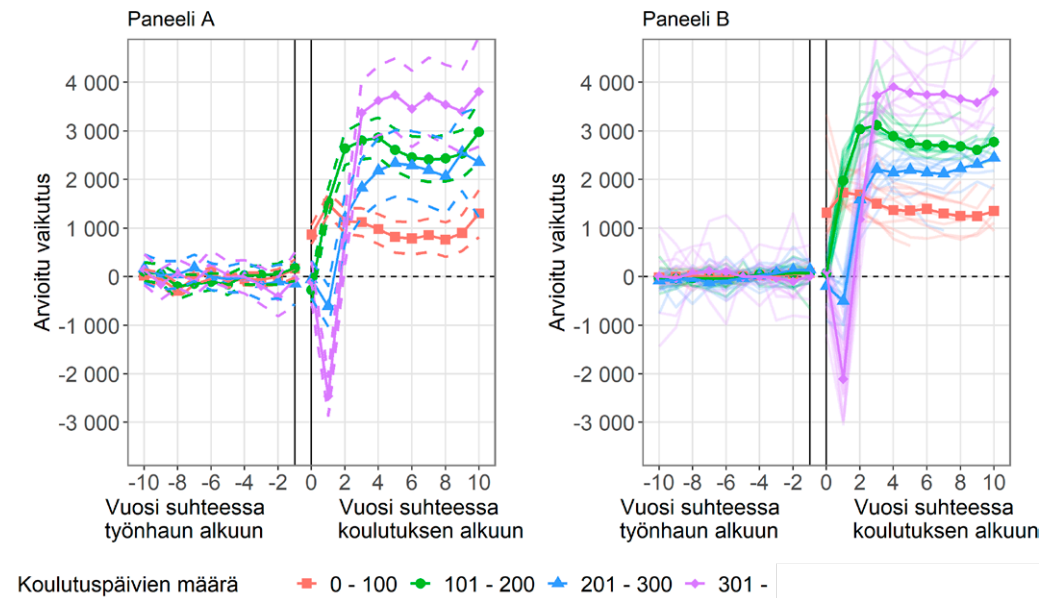 Paneeli A
Paneeli B
Arvioitu vaikutus
4 000
3 000
2 000
1 000
0
-1 000
-2 000
-3 000
-10 -8 -6 -4 -2 0 2 4 6 8 10
Vuosi suhteessa
työnhaun alkuun
Vuosi suhteessa
koulutuksen alkuun
Arvioitu vaikutus
4 000
3 000
2 000
1 000
0
-1 000
-2 000
-3 000
-10 -8 -6 -4 -2 0 2 4 6 8 10
Vuosi suhteessa
työnhaun alkuun
Vuosi suhteessa
koulutuksen alkuun
Koulutuspäivien määrä 0 - 100 101 - 200 201 - 300 301 -